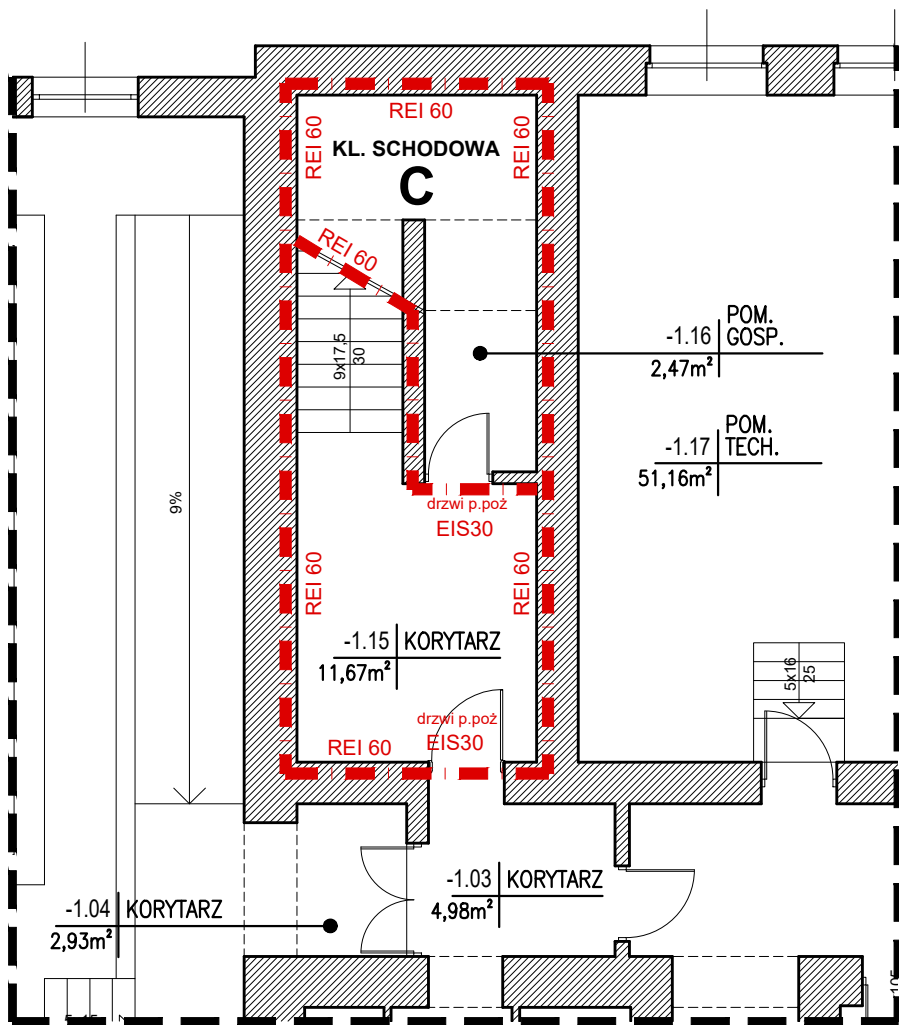 REI 60
REI 60
REI 60
KL. SCHODOWA
C
REI 60
9x17,5
30
POM.
-1.16 GOSP.
2,47m²
POM.
-1.17 TECH.
51,16m²
9%
drzwi p.poż
EIS30
REI 60
REI 60
-1.15 KORYTARZ
11,67m²
5x16
25
drzwi p.poż
REI 60 EIS30
-1.03 KORYTARZ
4,98m²
-1.04 KORYTARZ
2,93m²
105